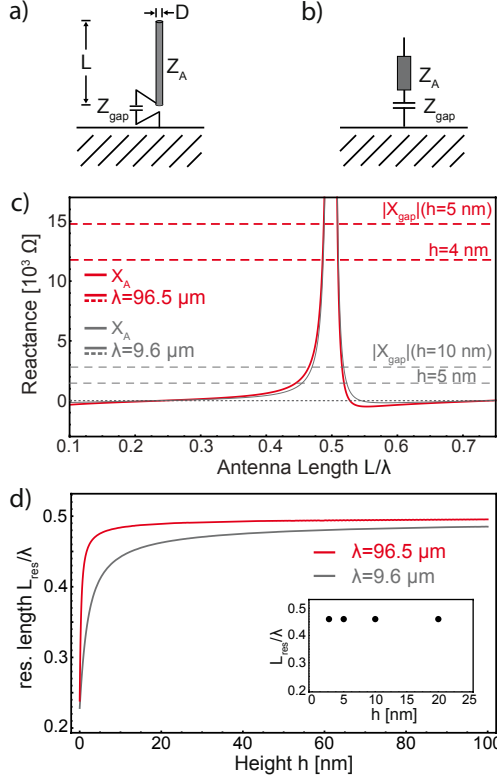 a)
D
L
Z_A
Z_gap
b)
Z_A
Z_gap
c)
Reactance [10³ Ω]
15
10
5
0
|X_gap|(h=5 nm)
h=4 nm
X_A
λ=96.5 µm
X_A
λ=9.6 µm
|X_gap|(h=10 nm)
h=5 nm
0.1 0.2 0.3 0.4 0.5 0.6 0.7
Antenna Length L/λ
d)
res. length L_res/λ
0.5
0.4
0.3
0.2
λ=96.5 µm
λ=9.6 µm
L_res/λ
0.5
0.4
0.3
0.2
0 5 10 15 20 25
h [nm]
0 20 40 60 80 100
Height h [nm]